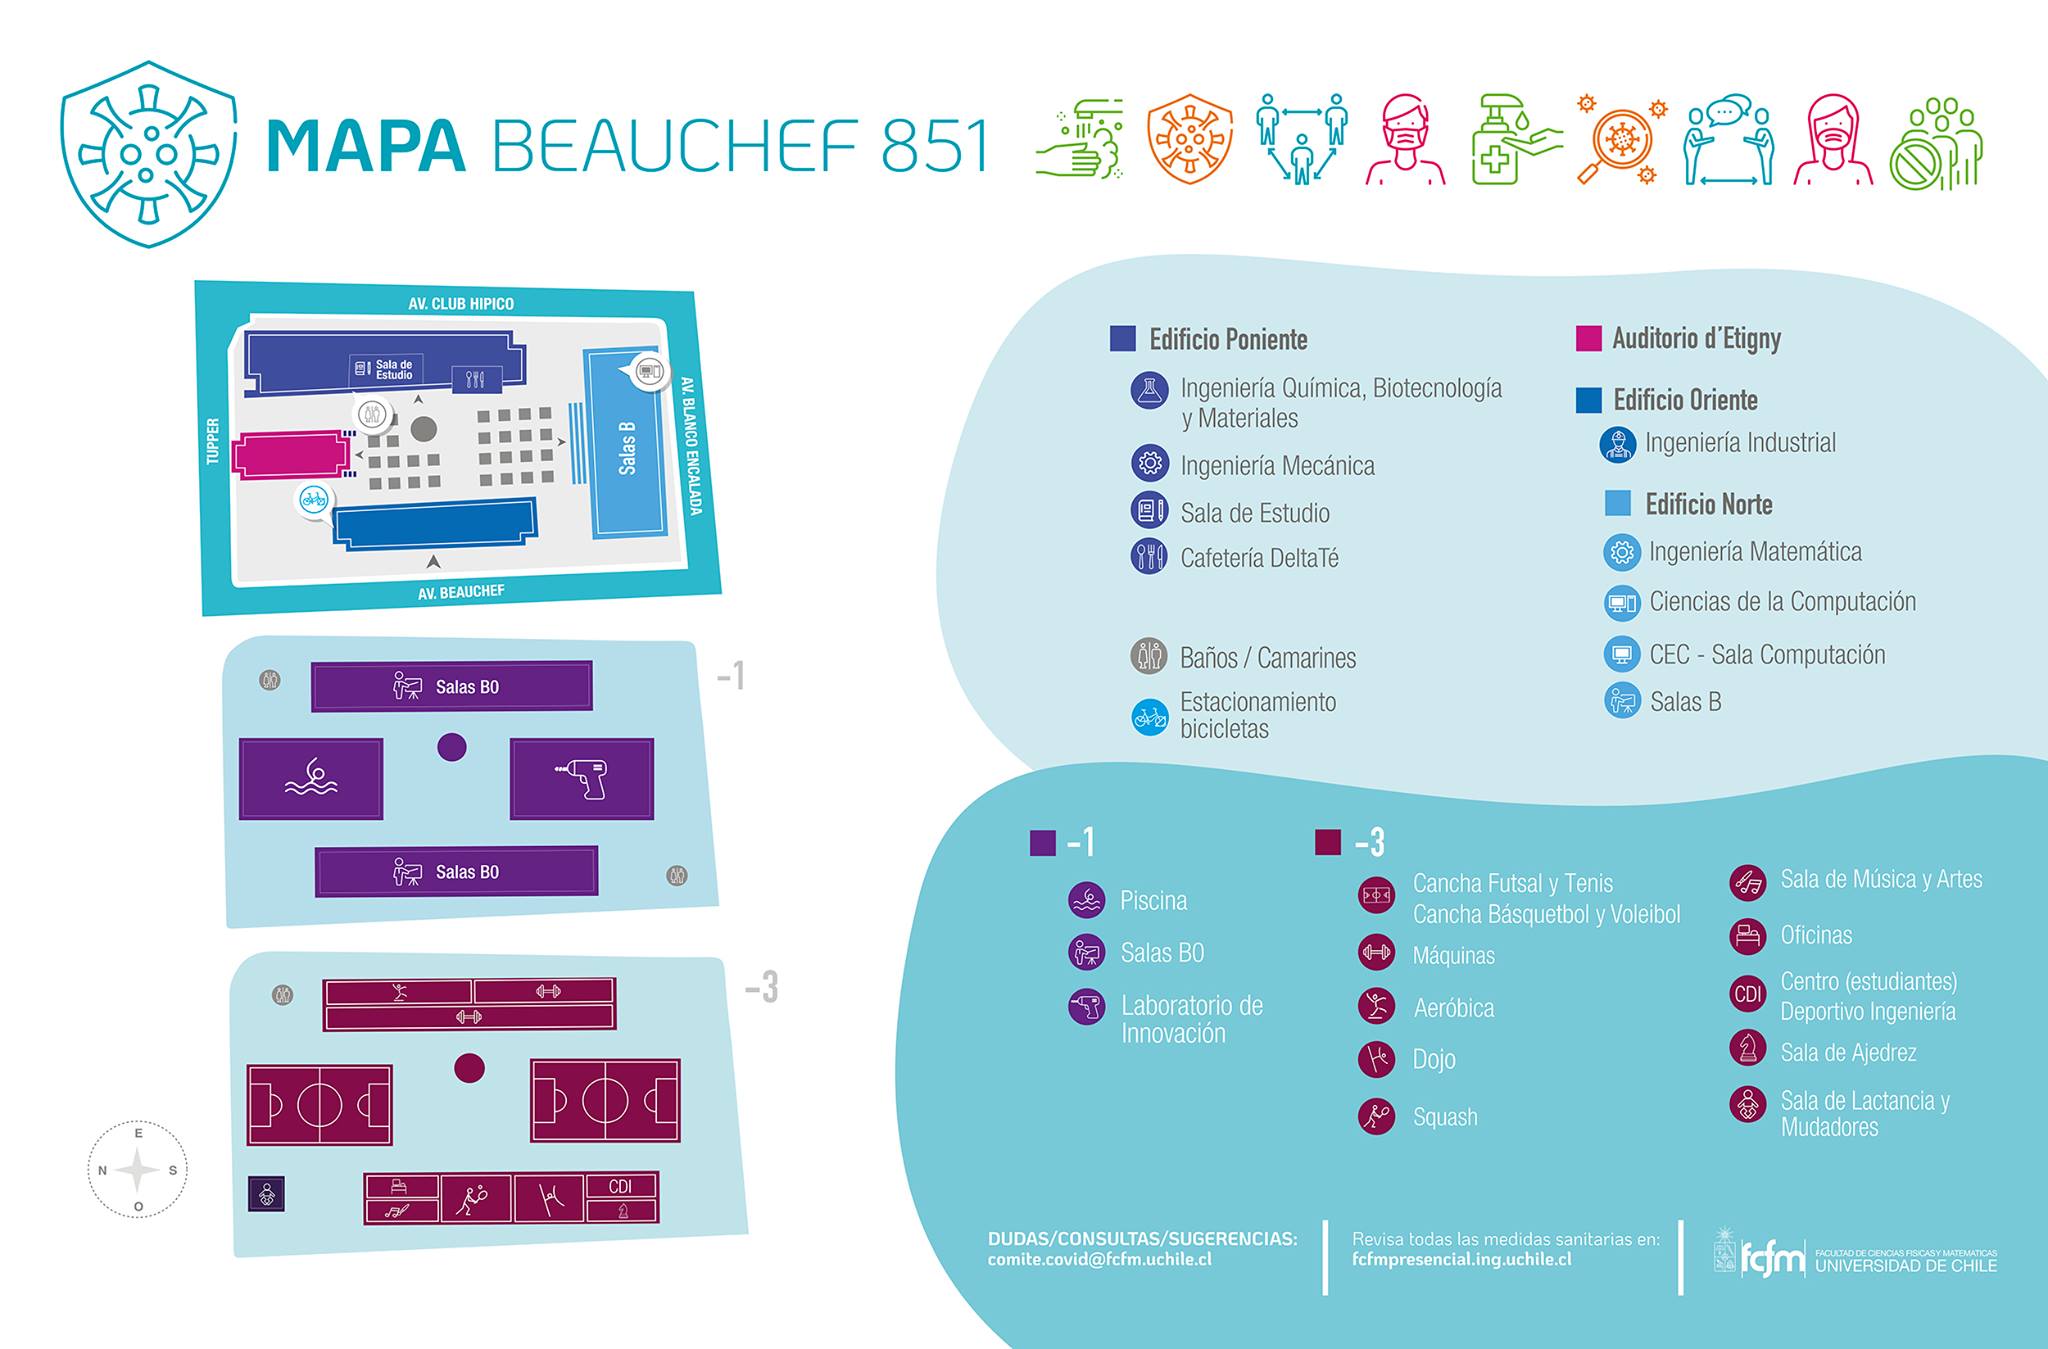 MAPA BEAUCHEF 851
AV. CLUB HIPICO
TUPPER
Sala de
Estudio
Salas B
AV. BLANCO ENCALADA
AV. BEAUCHEF
Salas B0
-1
Salas B0
-3
CDI
E
N S
O
Edificio Poniente
Ingeniería Química, Biotecnología
y Materiales
Ingeniería Mecánica
Sala de Estudio
Cafetería DeltaTé
Baños / Camarines
Estacionamiento
bicicletas
Auditorio d'Etigny
Edificio Oriente
Ingeniería Industrial
Edificio Norte
Ingeniería Matemática
Ciencias de la Computación
CEC - Sala Computación
Salas B
-1
Piscina
Salas B0
Laboratorio de
Innovación
-3
Cancha Futsal y Tenis
Cancha Básquetbol y Voleibol
Máquinas
Aeróbica
Dojo
Squash
Sala de Música y Artes
Oficinas
CDI
Centro (estudiantes)
Deportivo Ingeniería
Sala de Ajedrez
Sala de Lactancia y
Mudadores
DUDAS/CONSULTAS/SUGERENCIAS:
comite.covid@fcfm.uchile.cl
Revisa todas las medidas sanitarias en:
fcfmpresencial.ing.uchile.cl
fcfm
FACULTAD DE CIENCIAS FISICAS Y MATEMATICAS
UNIVERSIDAD DE CHILE